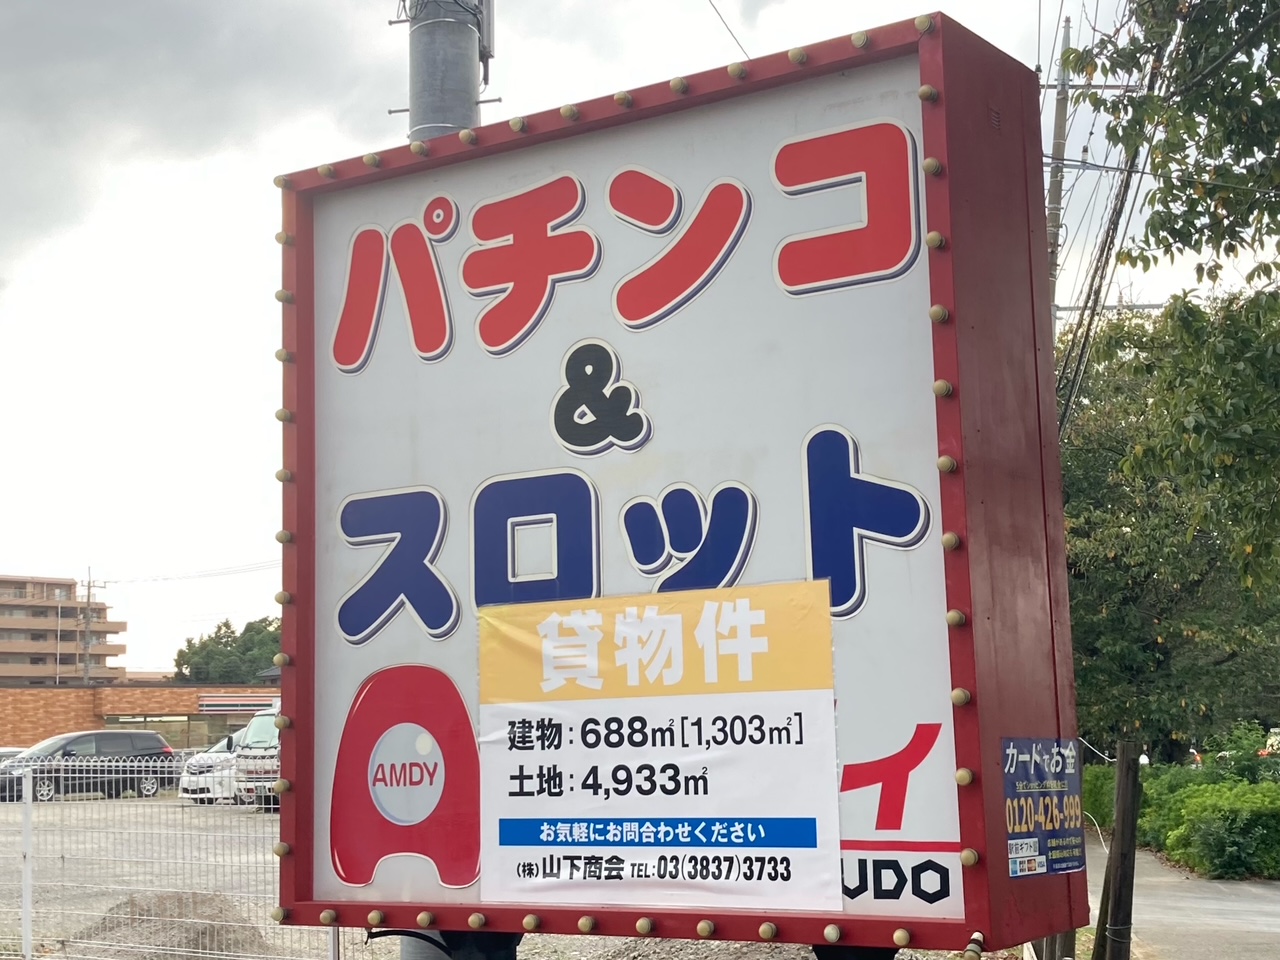 パチンコ
&
スロット
貸物件
建物:688㎡[1,303㎡]
土地:4,933㎡
お気軽にお問合わせください
(株)山下商会 TEL:03(3837)3733
AMDY
イ
UDO
カードでお金
0120-426-999